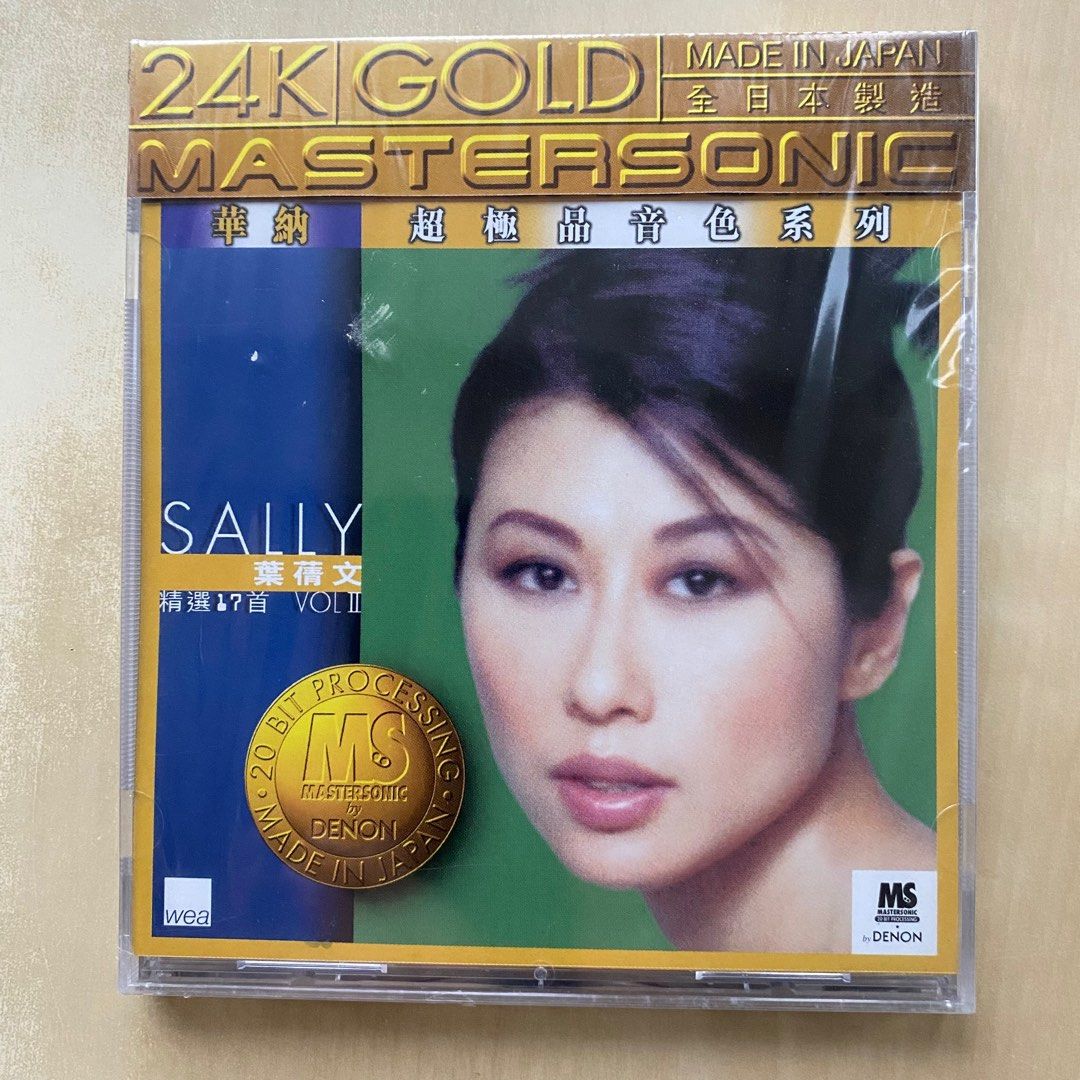 24K GOLD MADE IN JAPAN
全日本製造
MASTERSONIC
華納 超極品音色系列
SALLY
葉蒨文
精選17首 VOL II
20 BIT PROCESSING
MS
MASTERSONIC
by
DENON
MADE IN JAPAN
wea
MS
MASTERSONIC
20 BIT PROCESSING
by DENON